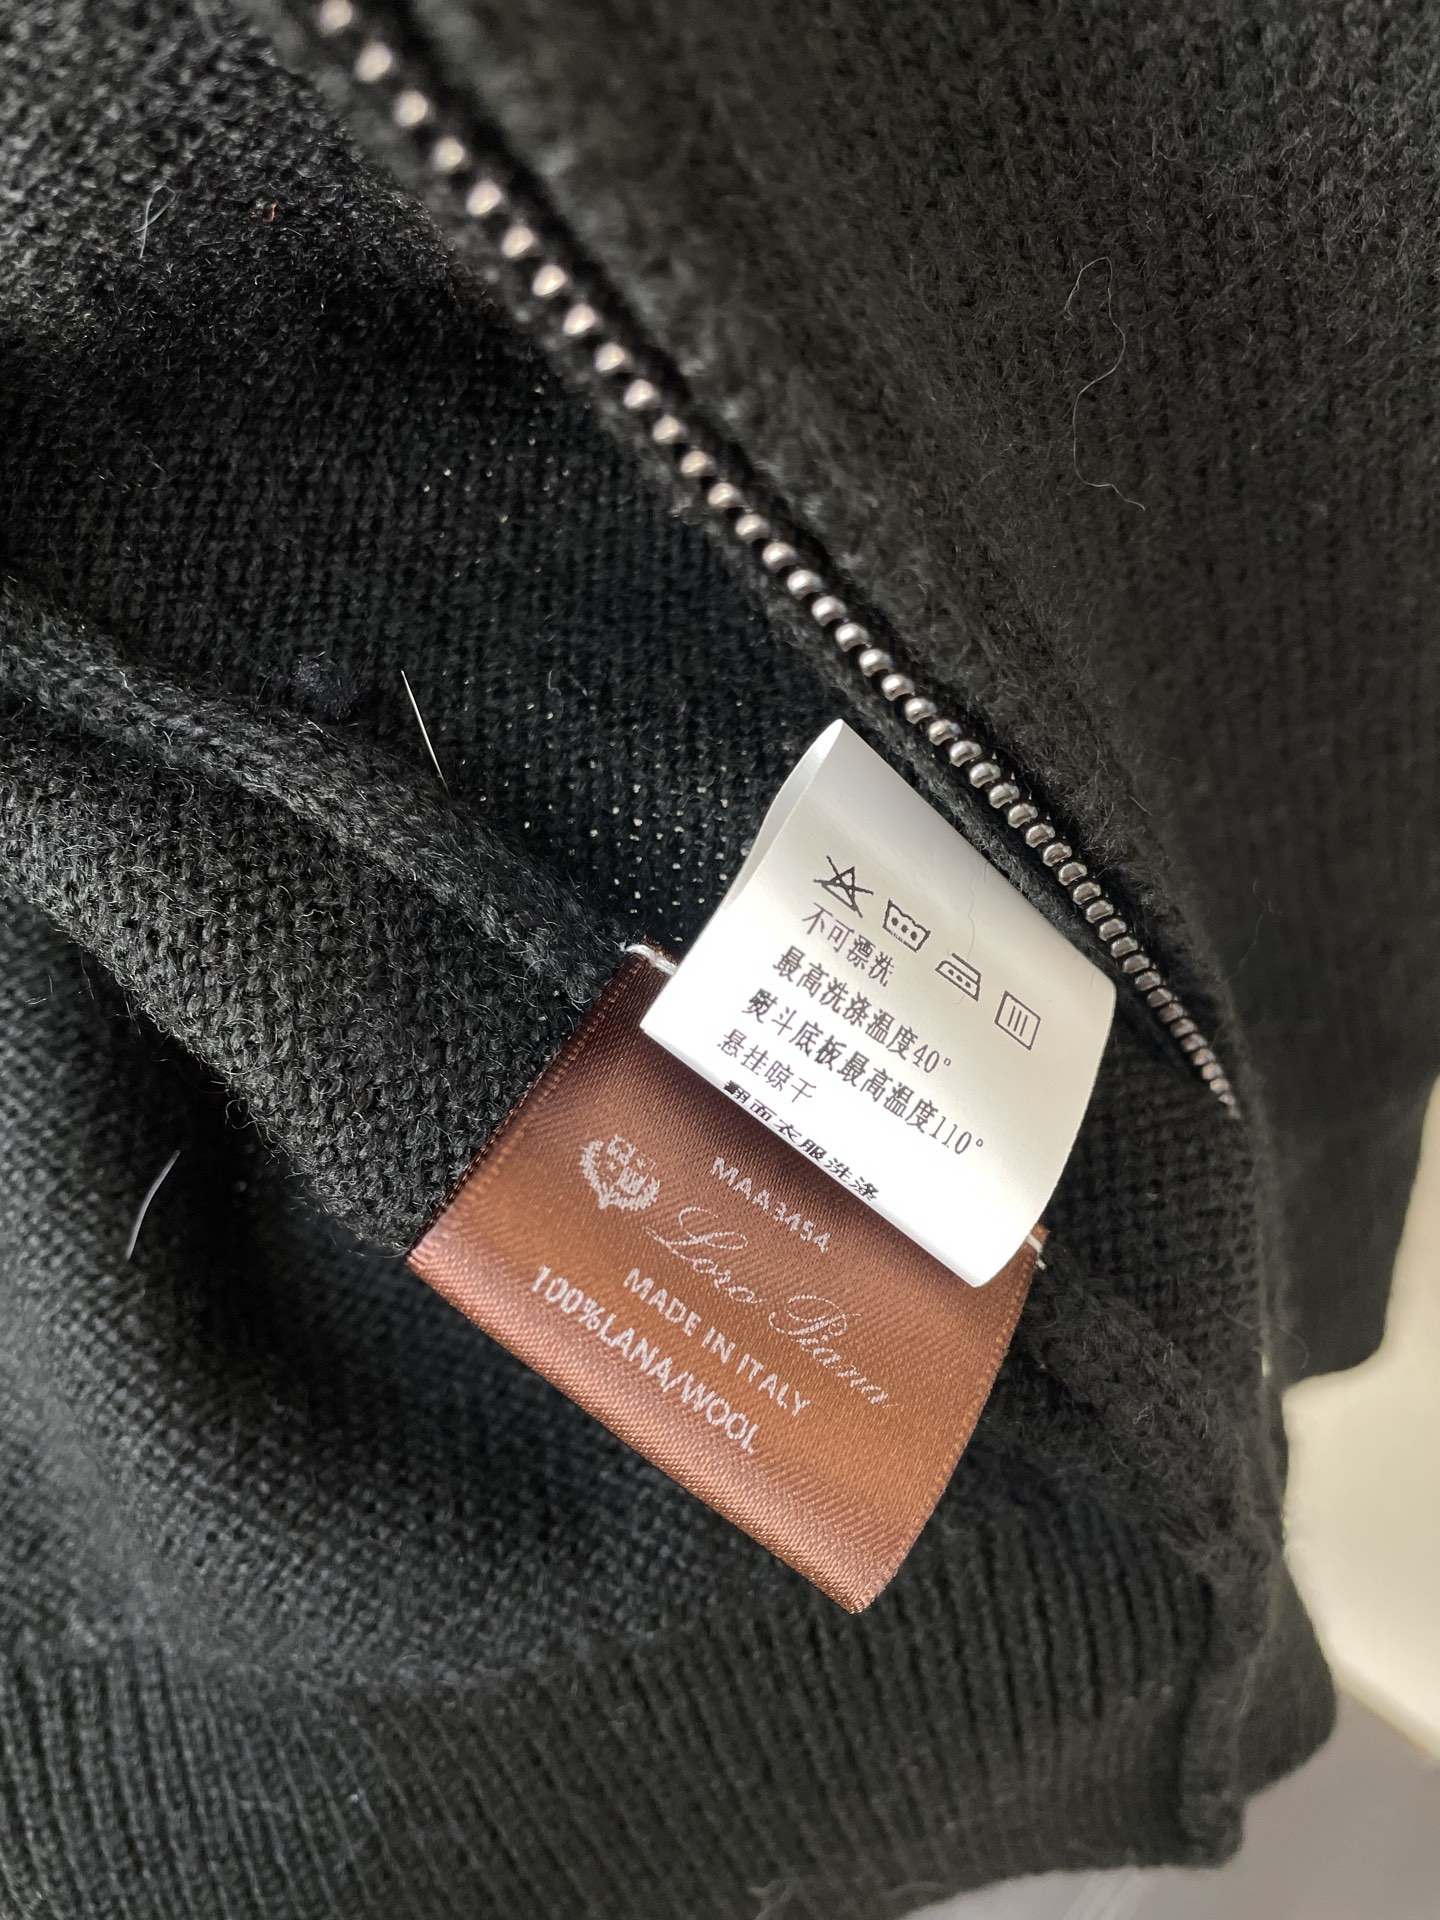 不可漂洗
最高洗涤温度40°
熨斗底板最高温度110°
悬挂晾干
翻面衣服洗涤
MAA3454
Loro Piana
MADE IN ITALY
100%LANA/WOOL